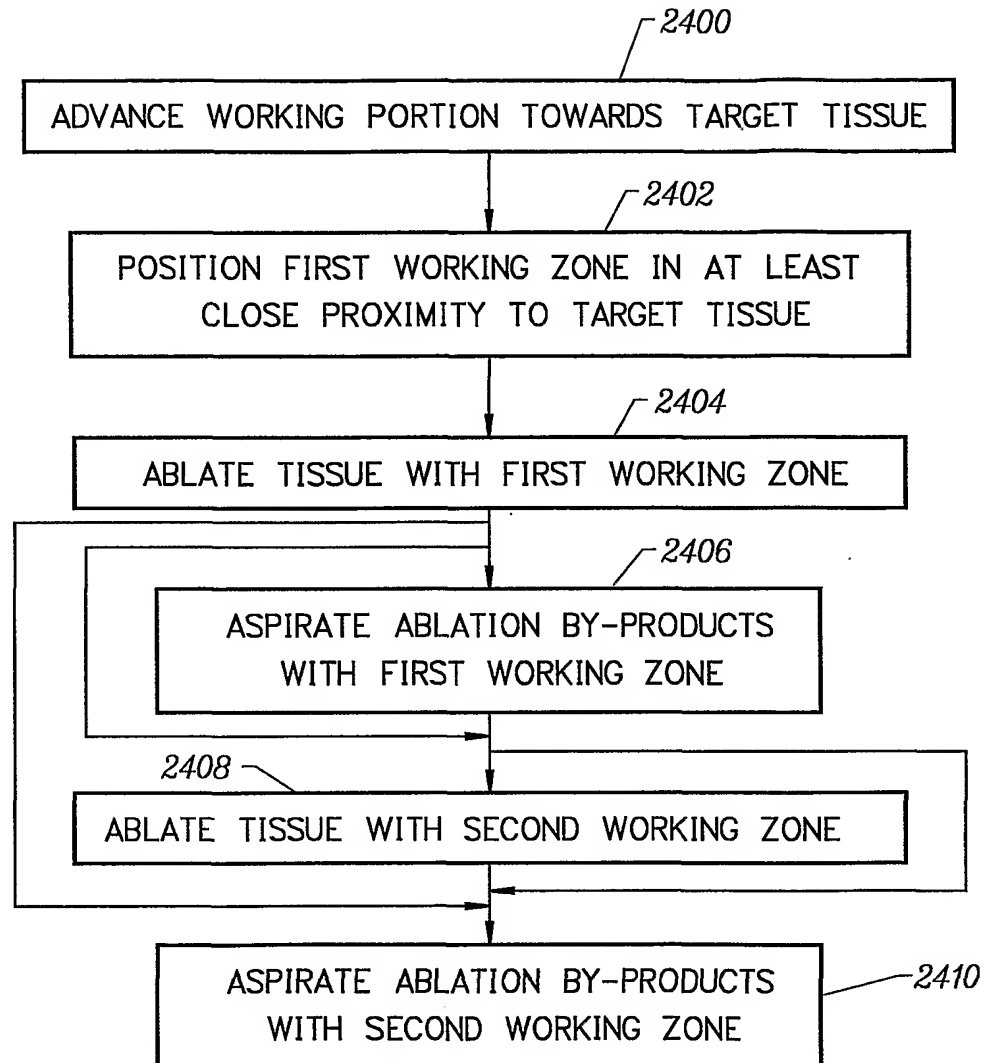 2400
ADVANCE WORKING PORTION TOWARDS TARGET TISSUE
2402
POSITION FIRST WORKING ZONE IN AT LEAST
CLOSE PROXIMITY TO TARGET TISSUE
2404
ABLATE TISSUE WITH FIRST WORKING ZONE
2406
ASPIRATE ABLATION BY-PRODUCTS
WITH FIRST WORKING ZONE
2408
ABLATE TISSUE WITH SECOND WORKING ZONE
2410
ASPIRATE ABLATION BY-PRODUCTS
WITH SECOND WORKING ZONE